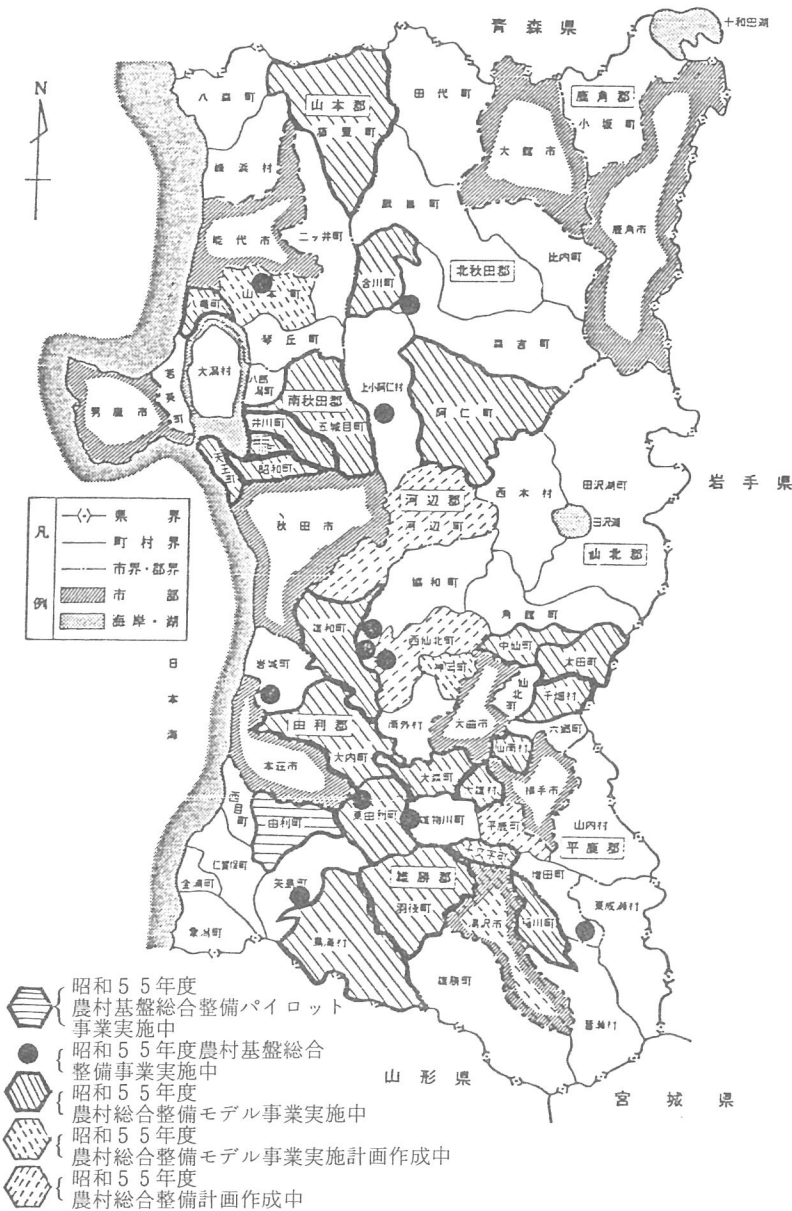 青森県
十和田湖
N
八森町
山本郡
藤里町
田代町
鹿角郡
小坂町
大館市
峰浜村
鷹巣町
能代市
二ツ井町
鹿角市
比内町
合川町
北秋田郡
山本町
八竜町
琴丘町
森吉町
大潟村
若美町
八郎潟町
上小阿仁村
男鹿市
南秋田郡
阿仁町
井川町
五城目町
天王町
昭和町
岩手県
河辺郡
西木村
田沢湖町
河辺町
田沢湖
秋田市
仙北郡
凡例
県界
町村界
市界・郡界
市部
海岸・湖
協和町
角館町
雄和町
西仙北町
中仙町
太田町
神岡町
岩城町
仙北町
千畑村
日本海
由利郡
南外村
大曲市
六郷町
大内町
仙南村
本荘市
大森町
横手市
西目町
大雄村
山内村
東由利町
雄物川町
平鹿町
由利町
平鹿郡
仁賀保町
十文字町
金浦町
矢島町
雄勝郡
増田町
羽後町
東成瀬村
湯沢市
稲川町
象潟町
鳥海村
雄勝町
皆瀬村
山形県
宮城県
昭和55年度
農村基盤総合整備パイロット
事業実施中
昭和55年度農村基盤総合
整備事業実施中
昭和55年度
農村総合整備モデル事業実施中
昭和55年度
農村総合整備モデル事業実施計画作成中
昭和55年度
農村総合整備計画作成中